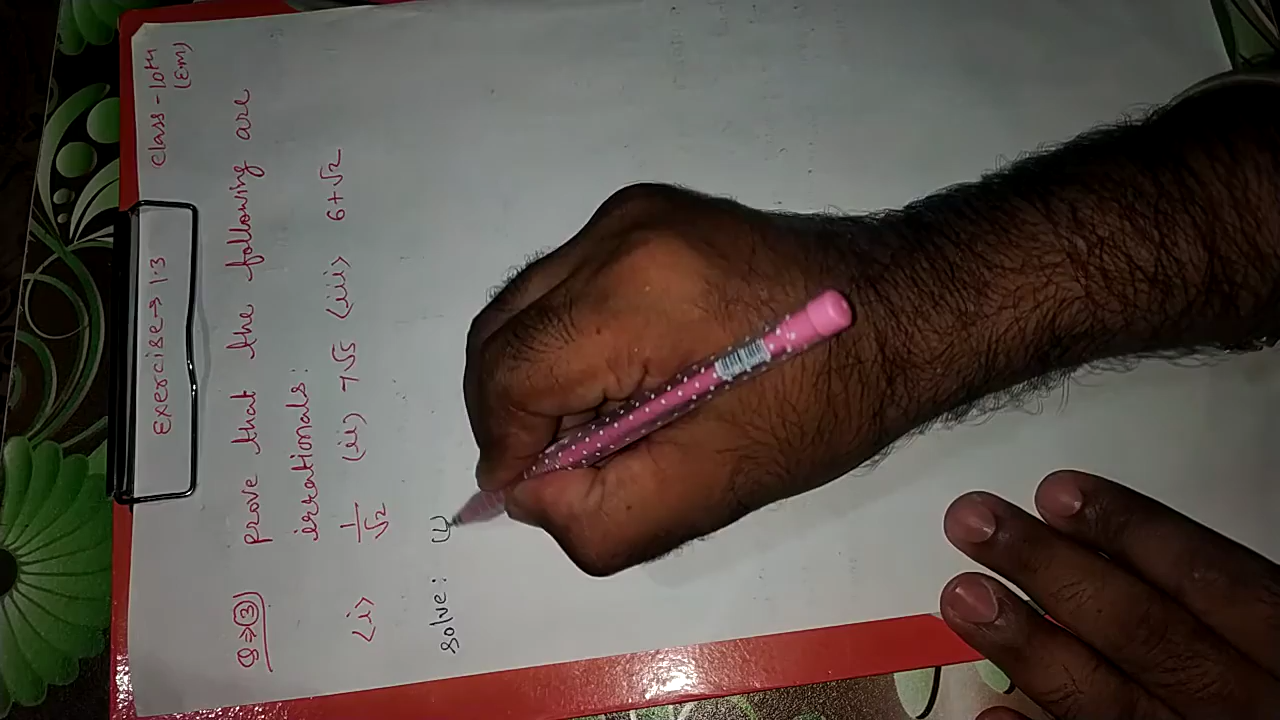 Exercise → 1.3
class - 10th
(EM)
Q → (3) prove that the following are
irrationals:
(i) 1/√2 (ii) 7√5 (iii) 6+√2
solve: (i)